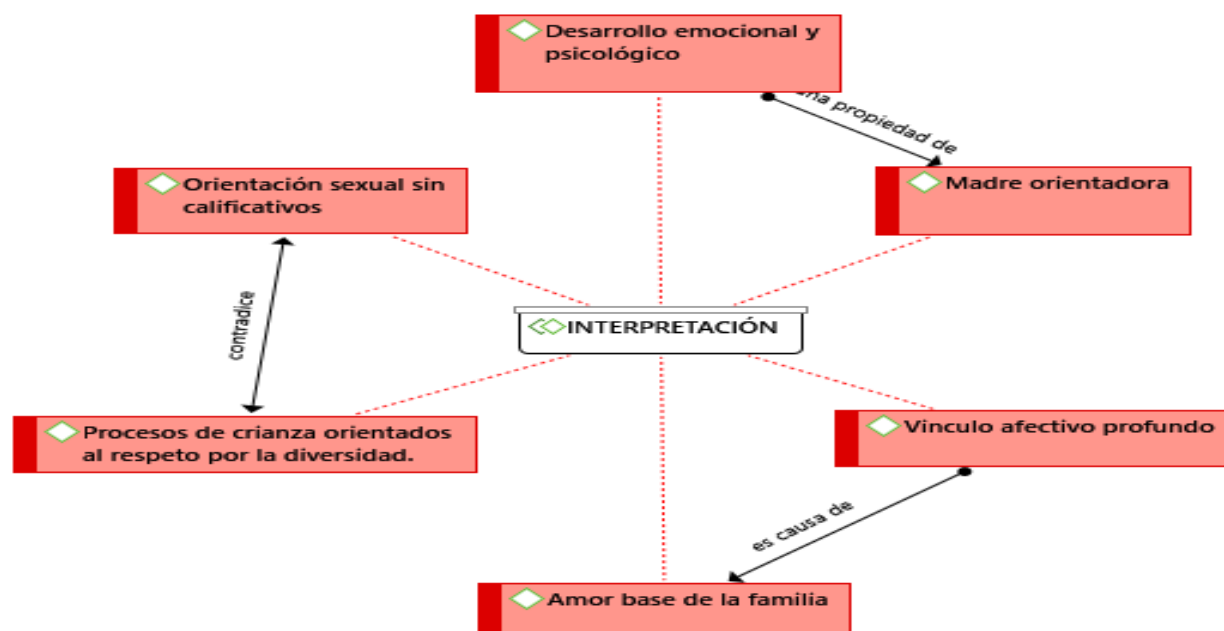 Desarrollo emocional y
psicológico
propiedad de
Madre orientadora
Orientación sexual sin
calificativos
INTERPRETACIÓN
contradice
Procesos de crianza orientados
al respeto por la diversidad.
Vinculo afectivo profundo
es causa de
Amor base de la familia